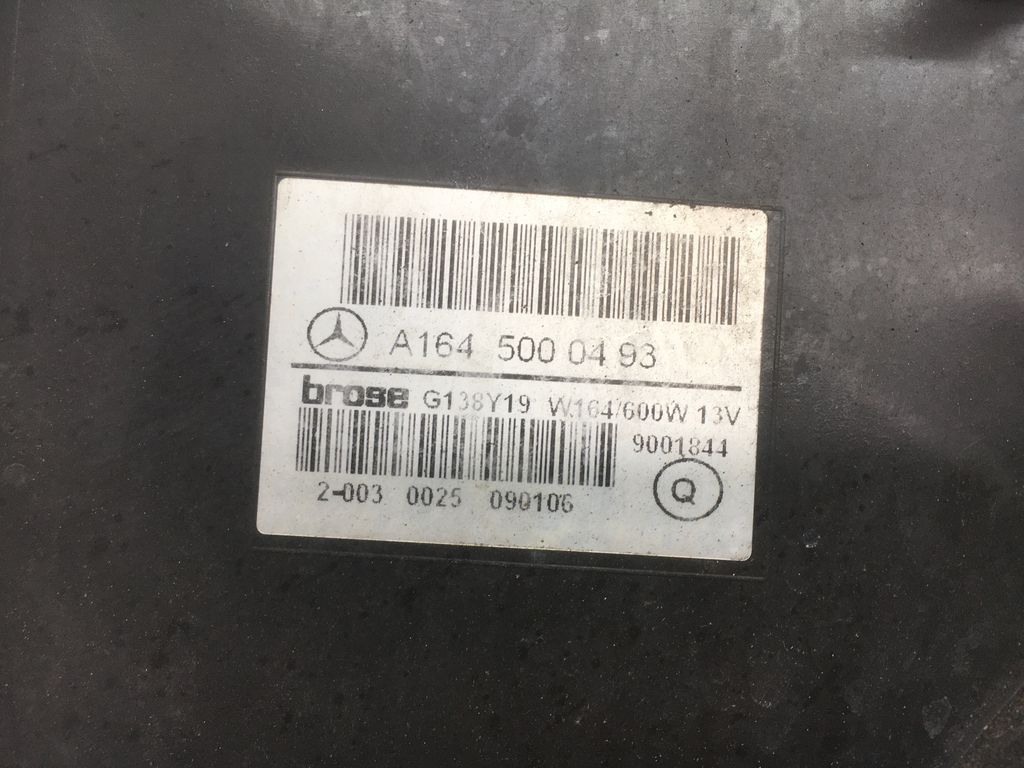 A164 500 04 93
brose G138Y19 W164/600W 13V
9001844
Q
2-003 0025 090106